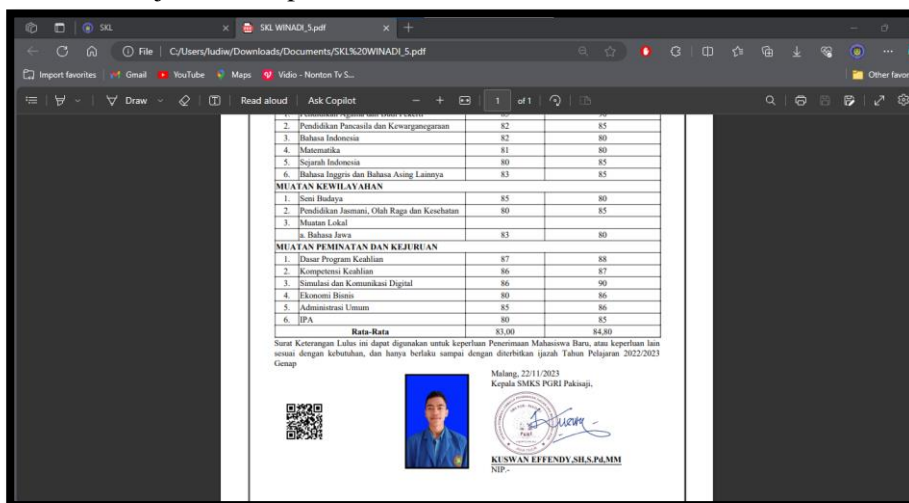 SKL
SKL WINADI_5.pdf
File C:/Users/ludiw/Downloads/Documents/SKL%20WINADI_5.pdf
Import favorites Gmail YouTube Maps Vidio - Nonton Tv S... Other favor
Draw Read aloud Ask Copilot 1 of 1
2. Pendidikan Pancasila dan Kewarganegaraan 82 85
3. Bahasa Indonesia 82 80
4. Matematika 81 80
5. Sejarah Indonesia 80 85
6. Bahasa Inggris dan Bahasa Asing Lainnya 83 85
MUATAN KEWILAYAHAN
1. Seni Budaya 85 80
2. Pendidikan Jasmani, Olah Raga dan Kesehatan 80 85
3. Muatan Lokal
a. Bahasa Jawa 83 80
MUATAN PEMINATAN DAN KEJURUAN
1. Dasar Program Keahlian 87 88
2. Kompetensi Keahlian 86 87
3. Simulasi dan Komunikasi Digital 86 90
4. Ekonomi Bisnis 80 86
5. Administrasi Umum 85 86
6. IPA 80 85
Rata-Rata 83,00 84,80
Surat Keterangan Lulus ini dapat digunakan untuk keperluan Penerimaan Mahasiswa Baru, atau keperluan lain
sesuai dengan kebutuhan, dan hanya berlaku sampai dengan diterbitkan ijazah Tahun Pelajaran 2022/2023
Genap
Malang, 22/11/2023
Kepala SMKS PGRI Pakisaji,
KUSWAN EFFENDY,SH,S.Pd,MM
NIP.-